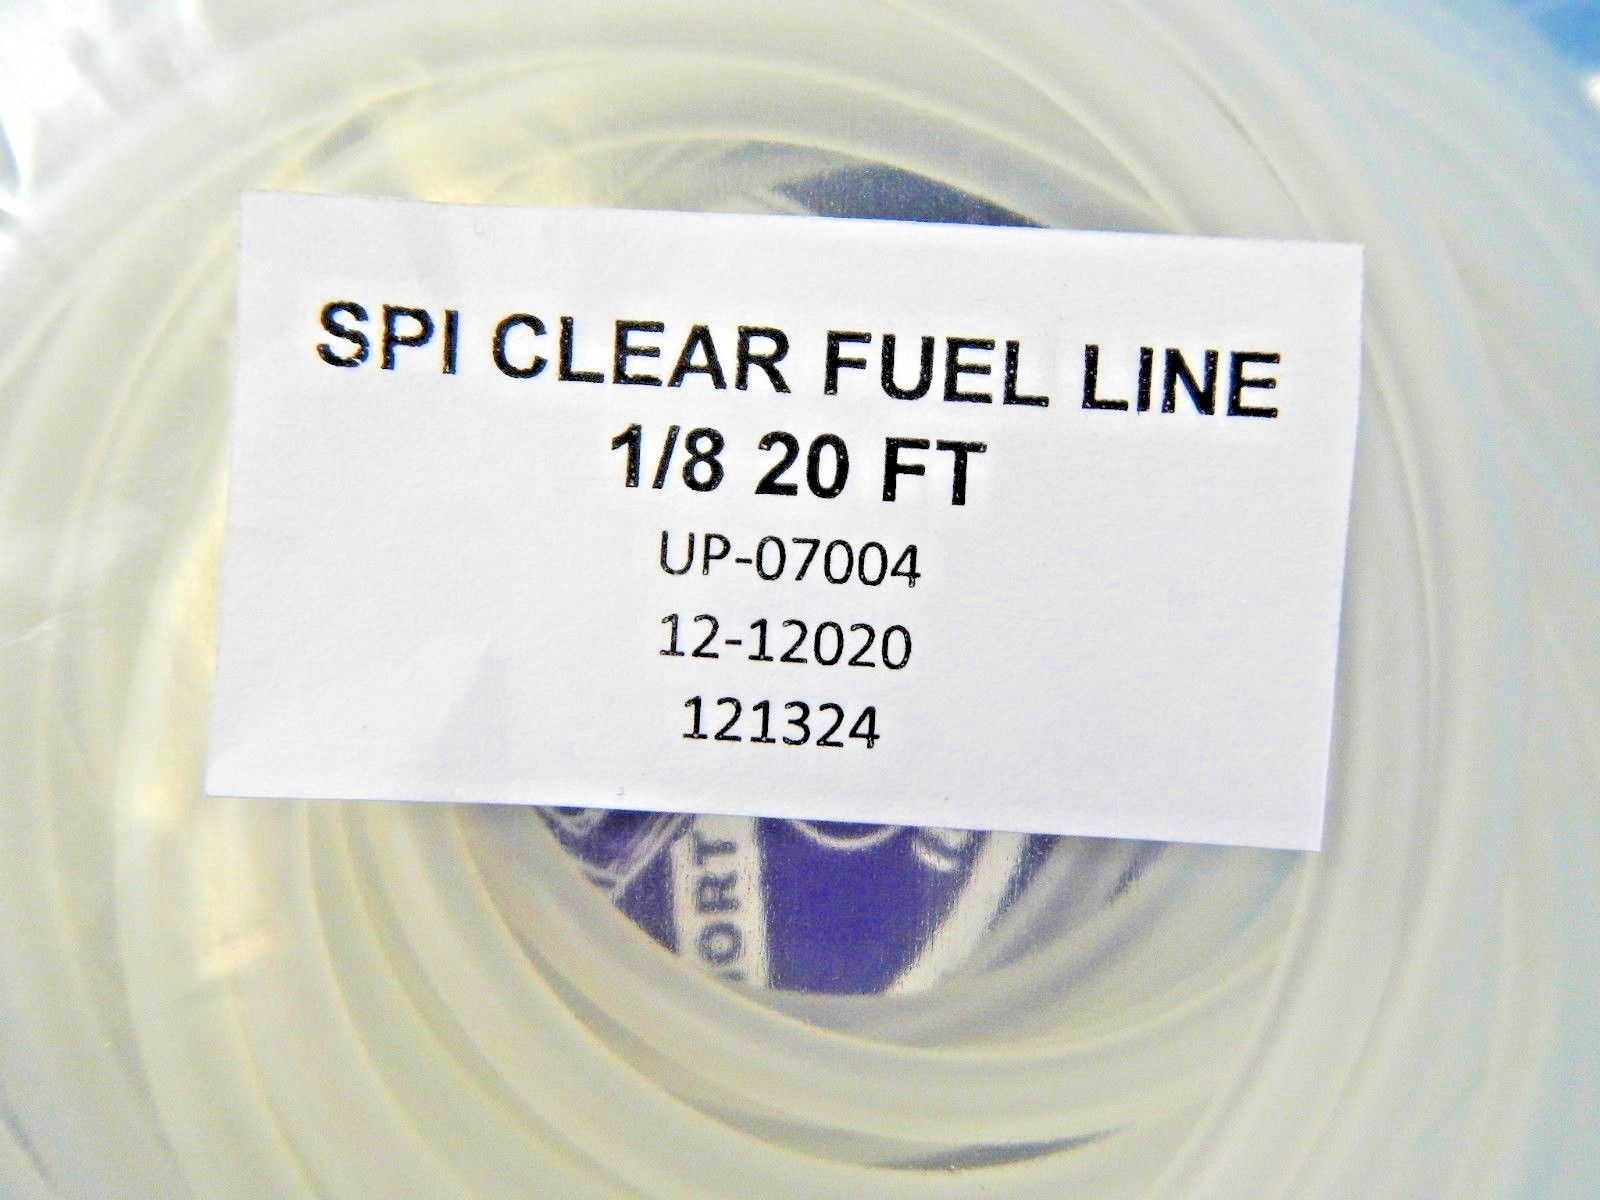 SPI CLEAR FUEL LINE
1/8 20 FT
UP-07004
12-12020
121324